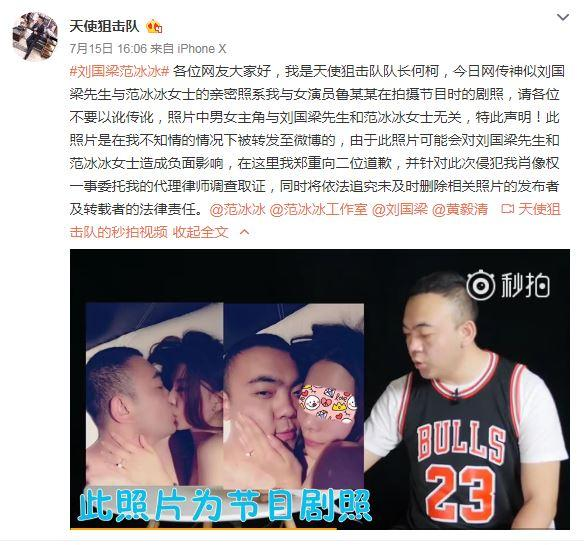 天使狙击队
7月15日 16:06 来自 iPhone X
#刘国梁范冰冰# 各位网友大家好，我是天使狙击队队长何柯，今日网传神似刘国
梁先生与范冰冰女士的亲密照系我与女演员鲁某某在拍摄节目时的剧照，请各位
不要以讹传讹，照片中男女主角与刘国梁先生和范冰冰女士无关，特此声明！此
照片是在我不知情的情况下被转发至微博的，由于此照片可能会对刘国梁先生和
范冰冰女士造成负面影响，在这里我郑重向二位道歉，并针对此次侵犯我肖像权
一事委托我的代理律师调查取证，同时将依法追究未及时删除相关照片的发布者
及转载者的法律责任。@范冰冰 @范冰冰工作室 @刘国梁 @黄毅清 天使狙
击队的秒拍视频 收起全文
秒拍
BULLS
23
此照片为节目剧照